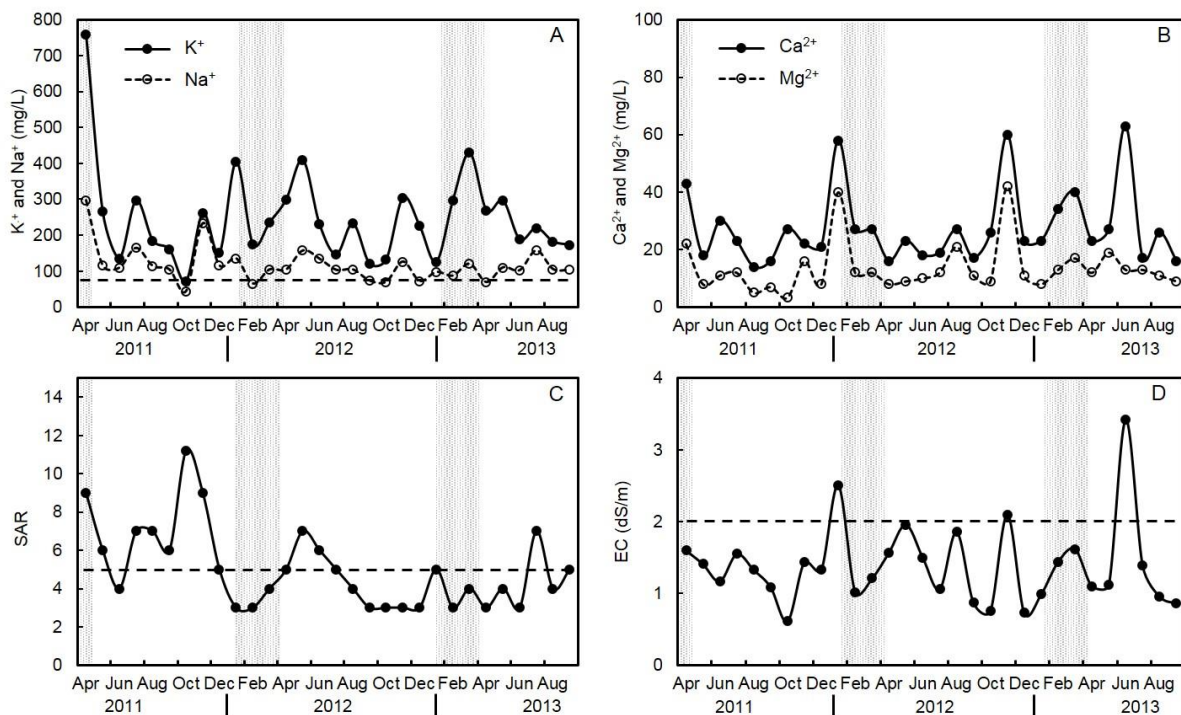 A
K⁺
Na⁺
K⁺ and Na⁺ (mg/L)
800
700
600
500
400
300
200
100
0
Apr Jun Aug Oct Dec Feb Apr Jun Aug Oct Dec Feb Apr Jun Aug
2011 2012 2013
B
Ca²⁺
Mg²⁺
Ca²⁺ and Mg²⁺ (mg/L)
100
80
60
40
20
0
Apr Jun Aug Oct Dec Feb Apr Jun Aug Oct Dec Feb Apr Jun Aug
2011 2012 2013
C
SAR
14
12
10
8
6
4
2
0
Apr Jun Aug Oct Dec Feb Apr Jun Aug Oct Dec Feb Apr Jun Aug
2011 2012 2013
D
EC (dS/m)
4
3
2
1
0
Apr Jun Aug Oct Dec Feb Apr Jun Aug Oct Dec Feb Apr Jun Aug
2011 2012 2013